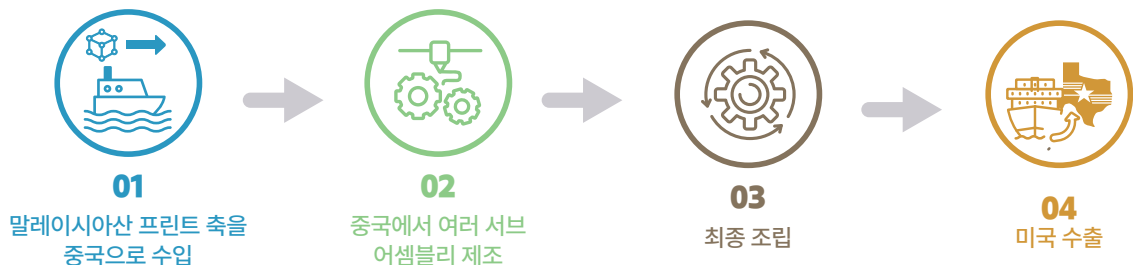 01
말레이시아산 프린트 축을
중국으로 수입
02
중국에서 여러 서브
어셈블리 제조
03
최종 조립
04
미국 수출